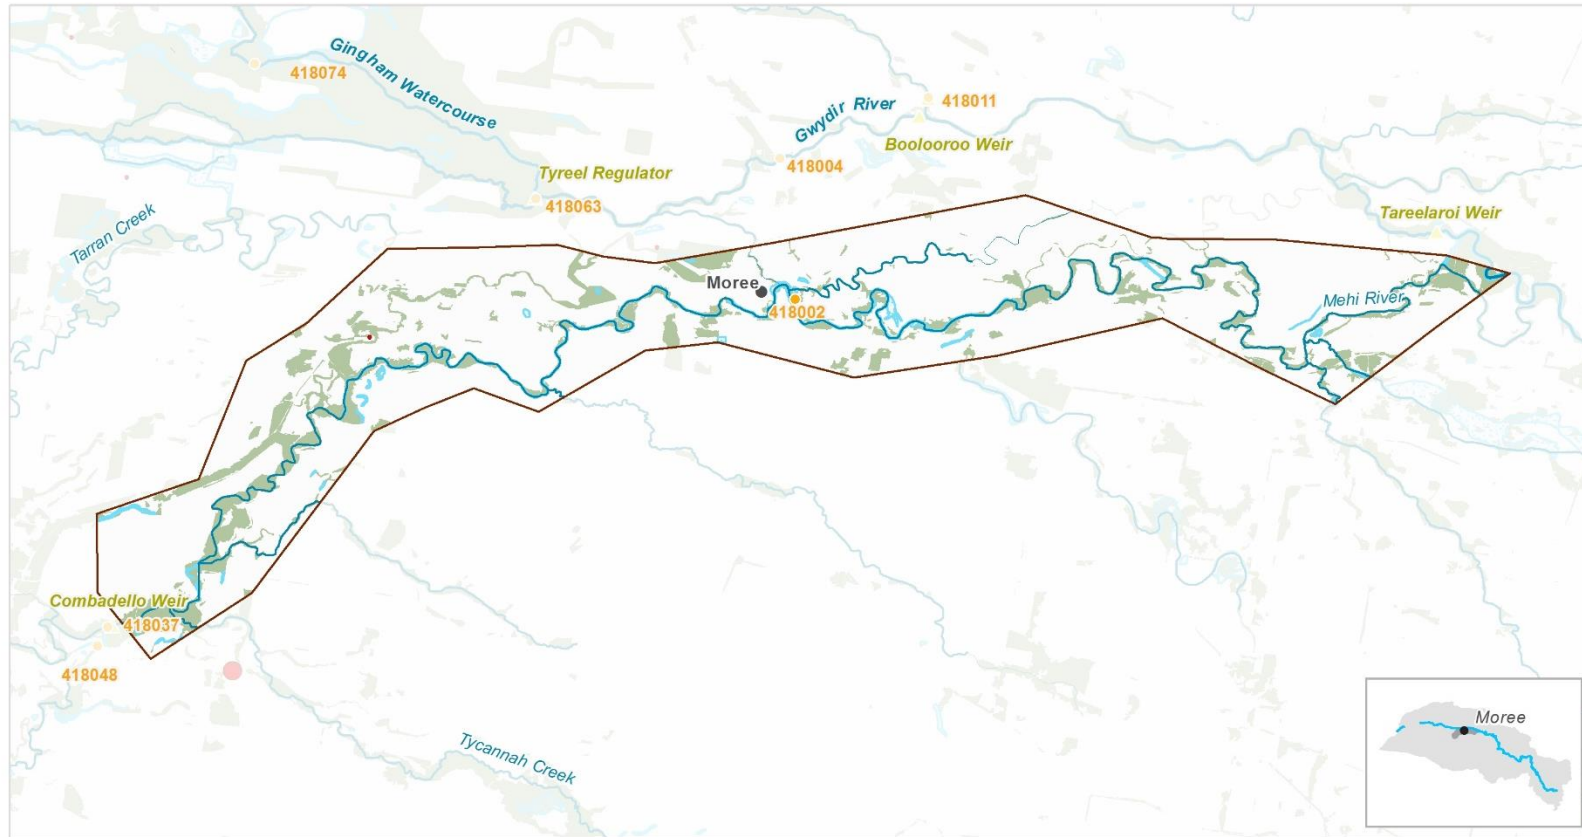 Gingham Watercourse
418074
Gwydir River
418011
Boolooroo Weir
418004
Tyreel Regulator
418063
Tareelaroi Weir
Tarran Creek
Moree
418002
Mehi River
Combadello Weir
418037
418048
Tycannah Creek
Moree